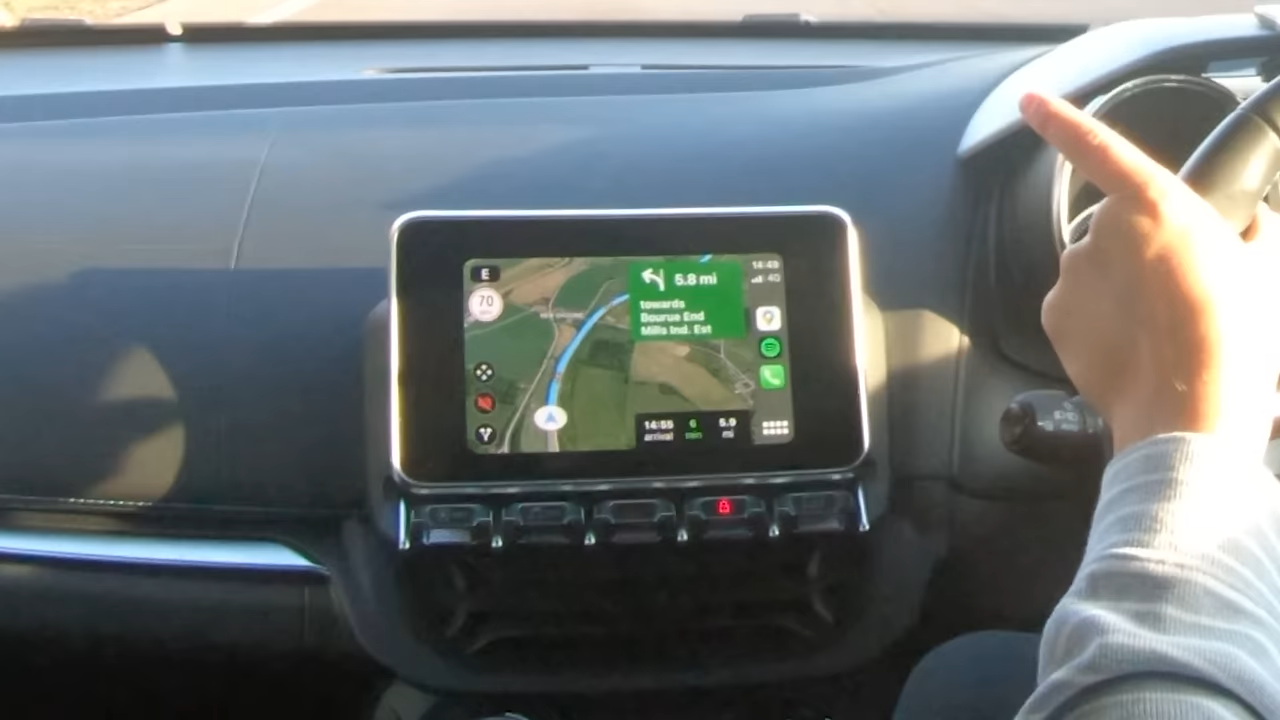 E
70
5.8 mi
towards
Bourue End
Mills Ind. Est
14:49
4G
14:55
arrival
6
min
5.9
mi